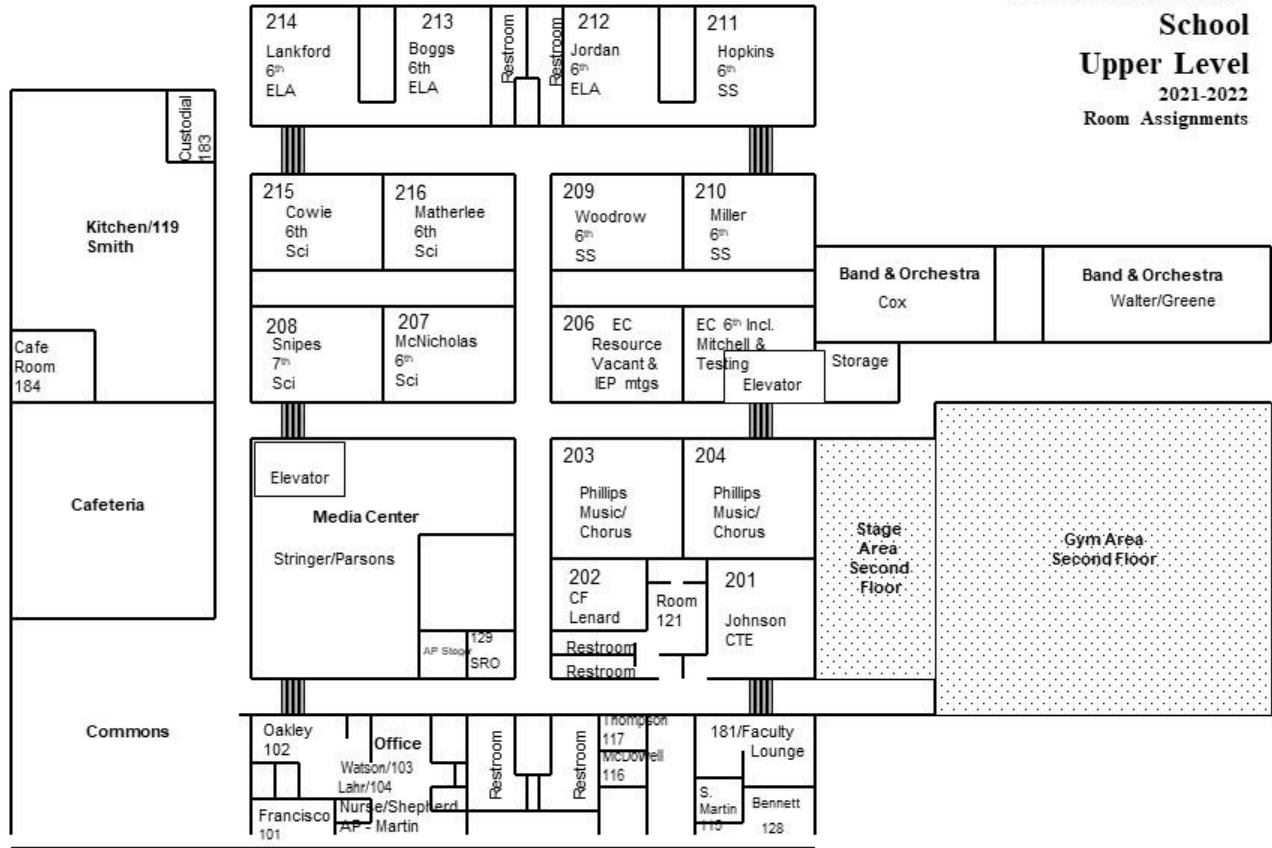 School
Upper Level
2021-2022
Room Assignments
214
Lankford
6th
ELA
213
Boggs
6th
ELA
Restroom
Restroom
212
Jordan
6th
ELA
211
Hopkins
6th
SS
Custodial
183
Kitchen/119
Smith
Cafe
Room
184
215
Cowie
6th
Sci
216
Matherlee
6th
Sci
209
Woodrow
6th
SS
210
Miller
6th
SS
Band & Orchestra
Cox
Band & Orchestra
Walter/Greene
208
Snipes
7th
Sci
207
McNicholas
6th
Sci
206 EC
Resource
Vacant &
IEP mtgs
EC 6th Incl.
Mitchell &
Testing
Elevator
Storage
Cafeteria
Elevator
Media Center
Stringer/Parsons
AP Stoger
129
SRO
203
Phillips
Music/
Chorus
204
Phillips
Music/
Chorus
202
CF
Lenard
Room
121
201
Johnson
CTE
Restroom
Restroom
Stage
Area
Second
Floor
Gym Area
Second Floor
Commons
Oakley
102
Office
Watson/103
Lahr/104
Nurse/Shepherd
AP - Martin
Francisco
101
Restroom
Restroom
Thompson
117
McDowell
116
181/Faculty
Lounge
S.
Martin
115
Bennett
128